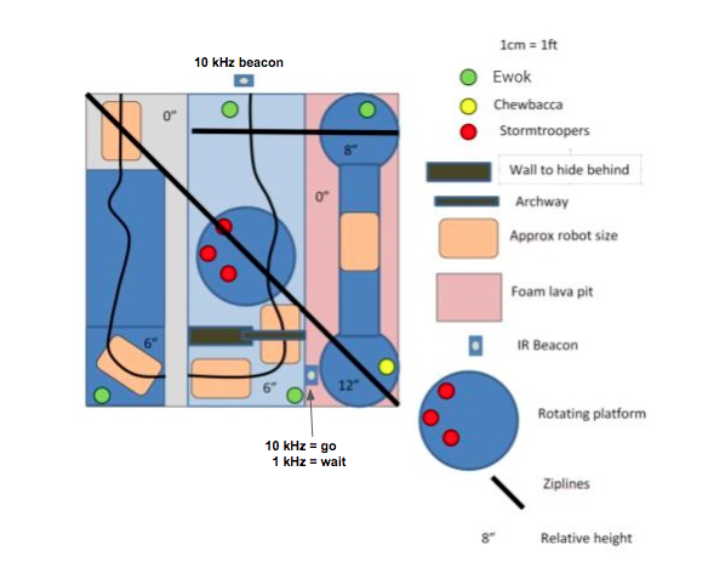 10 kHz beacon
1cm = 1ft
Ewok
Chewbacca
Stormtroopers
Wall to hide behind
Archway
Approx robot size
Foam lava pit
IR Beacon
Rotating platform
Ziplines
8” Relative height
0”
8”
0”
6”
6”
12”
10 kHz = go
1 kHz = wait